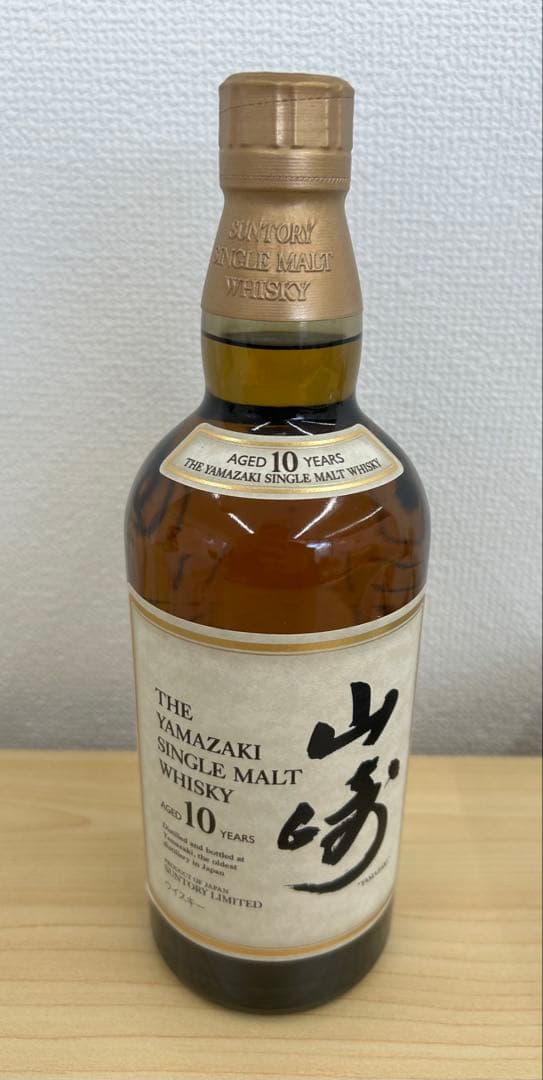 SUNTORY
SINGLE MALT
WHISKY
AGED 10 YEARS
THE YAMAZAKI SINGLE MALT WHISKY
THE
YAMAZAKI
SINGLE MALT
WHISKY
AGED 10 YEARS
Distilled and bottled at
Yamazaki, the oldest
distillery in Japan
PRODUCT OF JAPAN
SUNTORY LIMITED
ウイスキー
山崎
"YAMAZAKI"